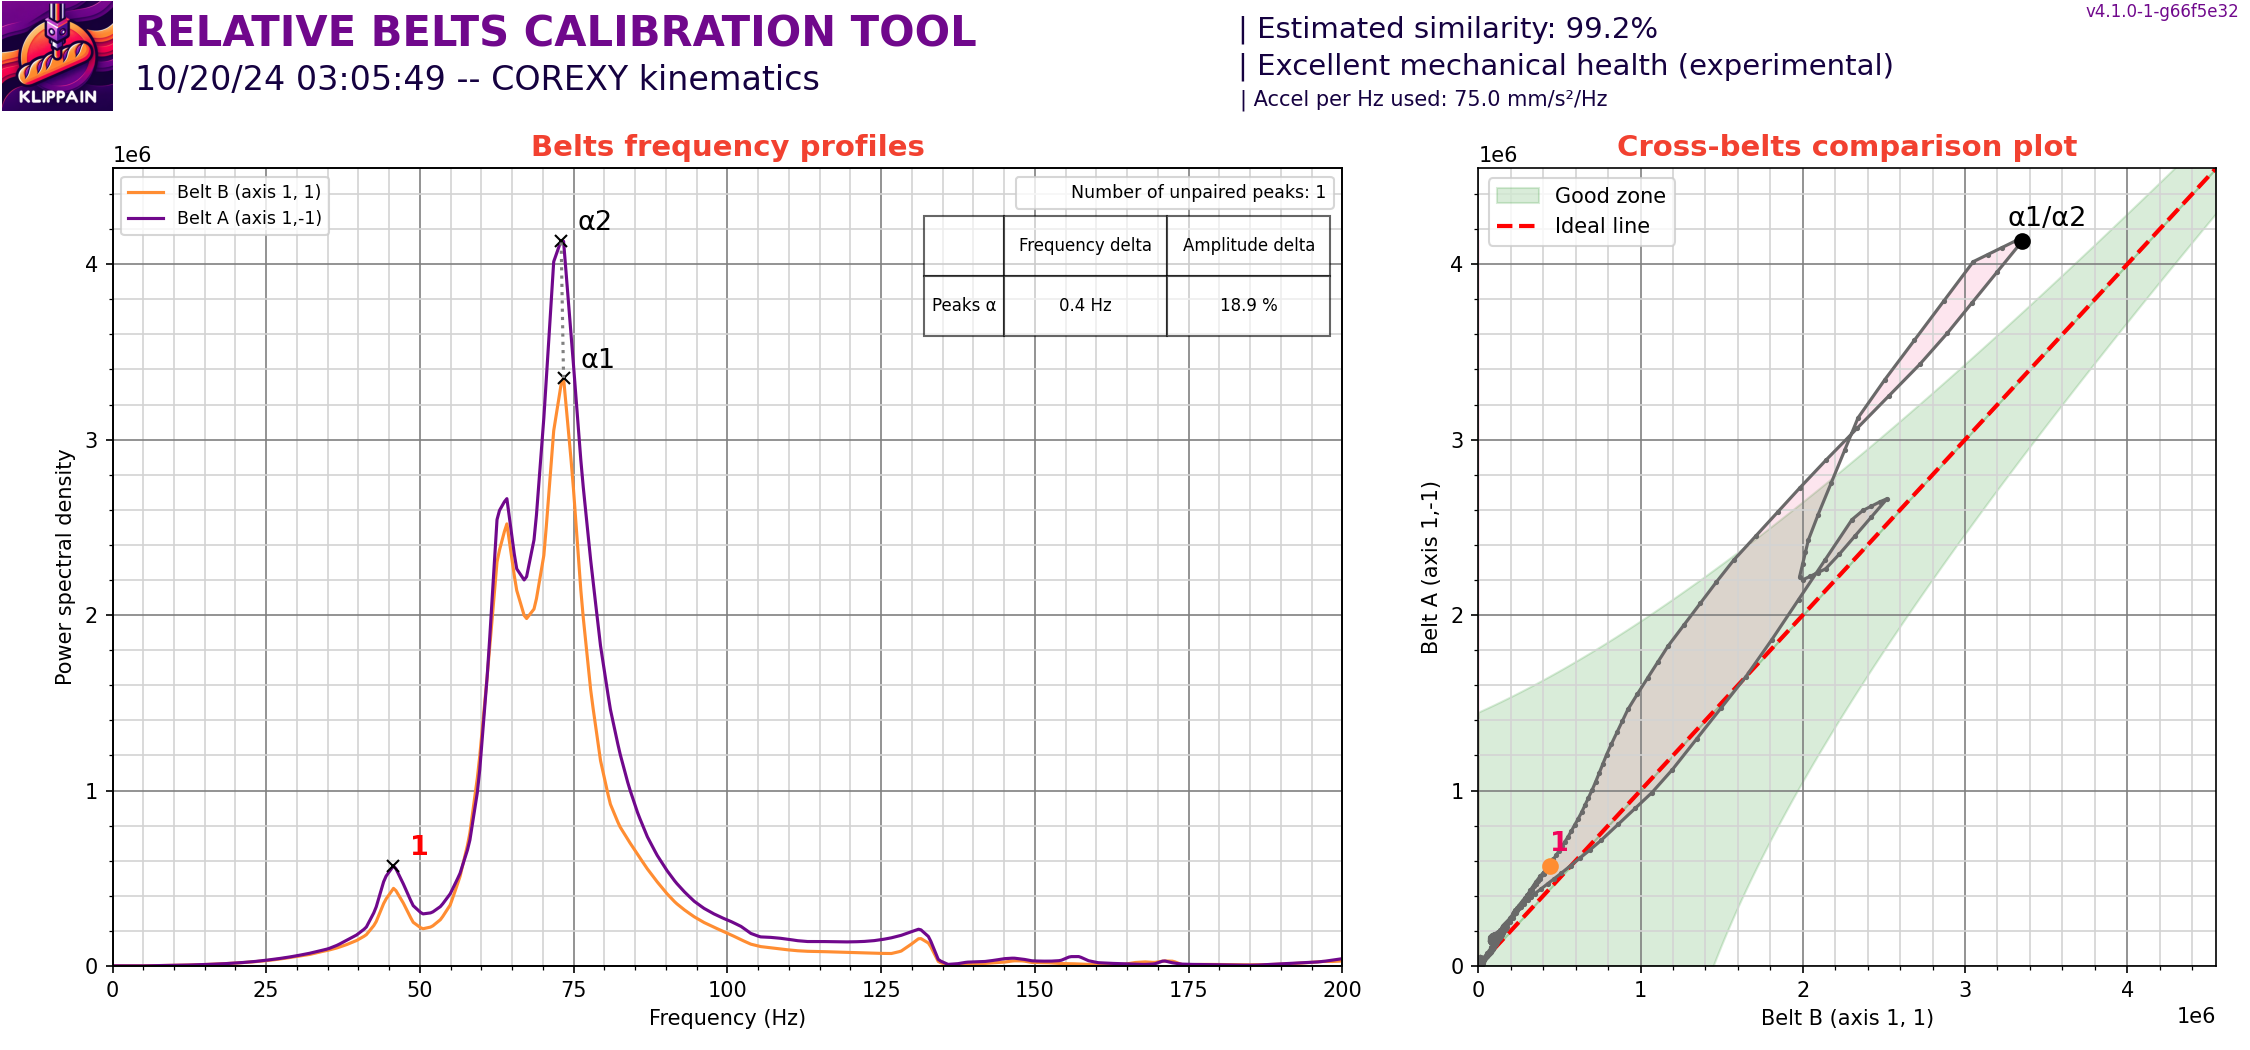 KLIPPAIN
RELATIVE BELTS CALIBRATION TOOL
10/20/24 03:05:49 -- COREXY kinematics
| Estimated similarity: 99.2%
| Excellent mechanical health (experimental)
| Accel per Hz used: 75.0 mm/s²/Hz
v4.1.0-1-g66f5e32
Belts frequency profiles
1e6
Belt B (axis 1, 1)
Belt A (axis 1,-1)
Number of unpaired peaks: 1
Frequency delta Amplitude delta
Peaks α 0.4 Hz 18.9 %
α2
α1
1
4
3
2
1
0
Power spectral density
0 25 50 75 100 125 150 175 200
Frequency (Hz)
Cross-belts comparison plot
1e6
Good zone
Ideal line
α1/α2
1
4
3
2
1
0
Belt A (axis 1,-1)
0 1 2 3 4
Belt B (axis 1, 1)
1e6